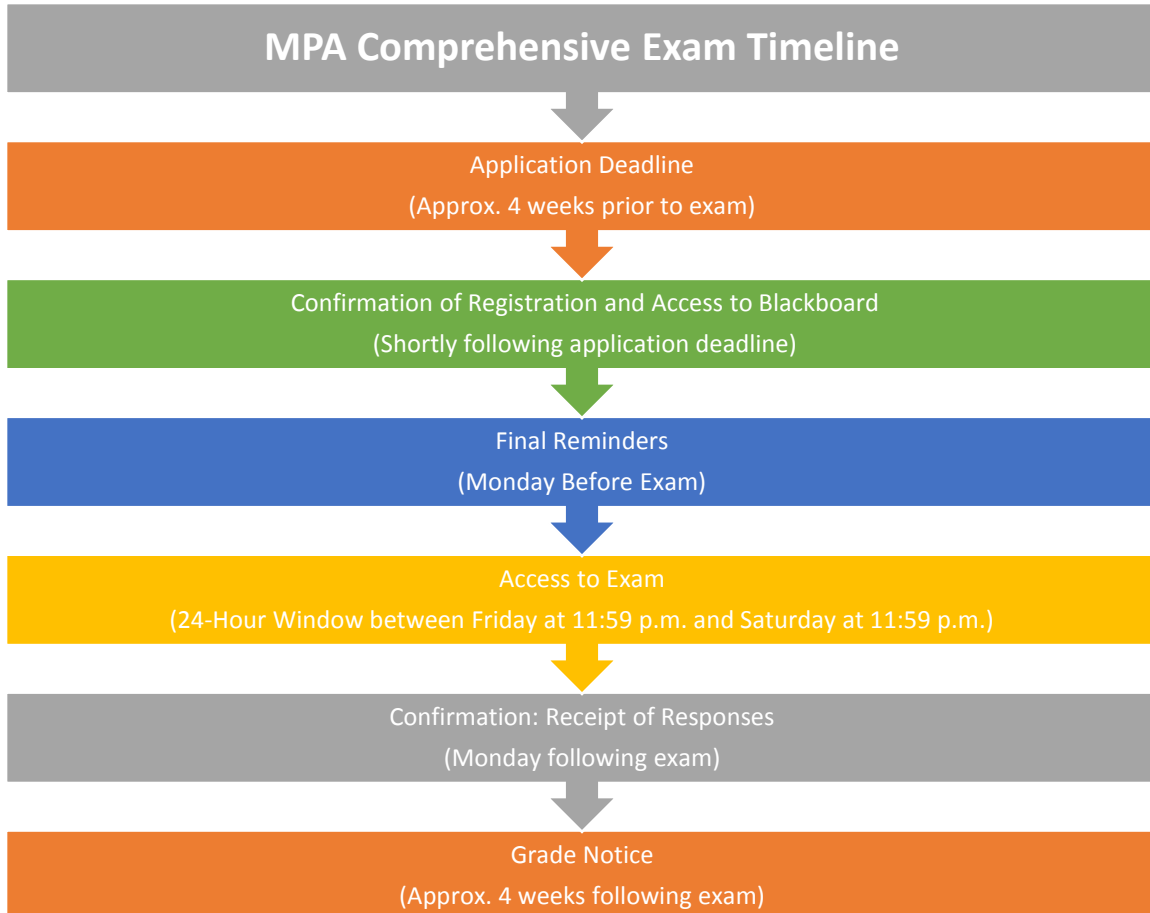 MPA Comprehensive Exam Timeline
Application Deadline
(Approx. 4 weeks prior to exam)
Confirmation of Registration and Access to Blackboard
(Shortly following application deadline)
Final Reminders
(Monday Before Exam)
Access to Exam
(24-Hour Window between Friday at 11:59 p.m. and Saturday at 11:59 p.m.)
Confirmation: Receipt of Responses
(Monday following exam)
Grade Notice
(Approx. 4 weeks following exam)